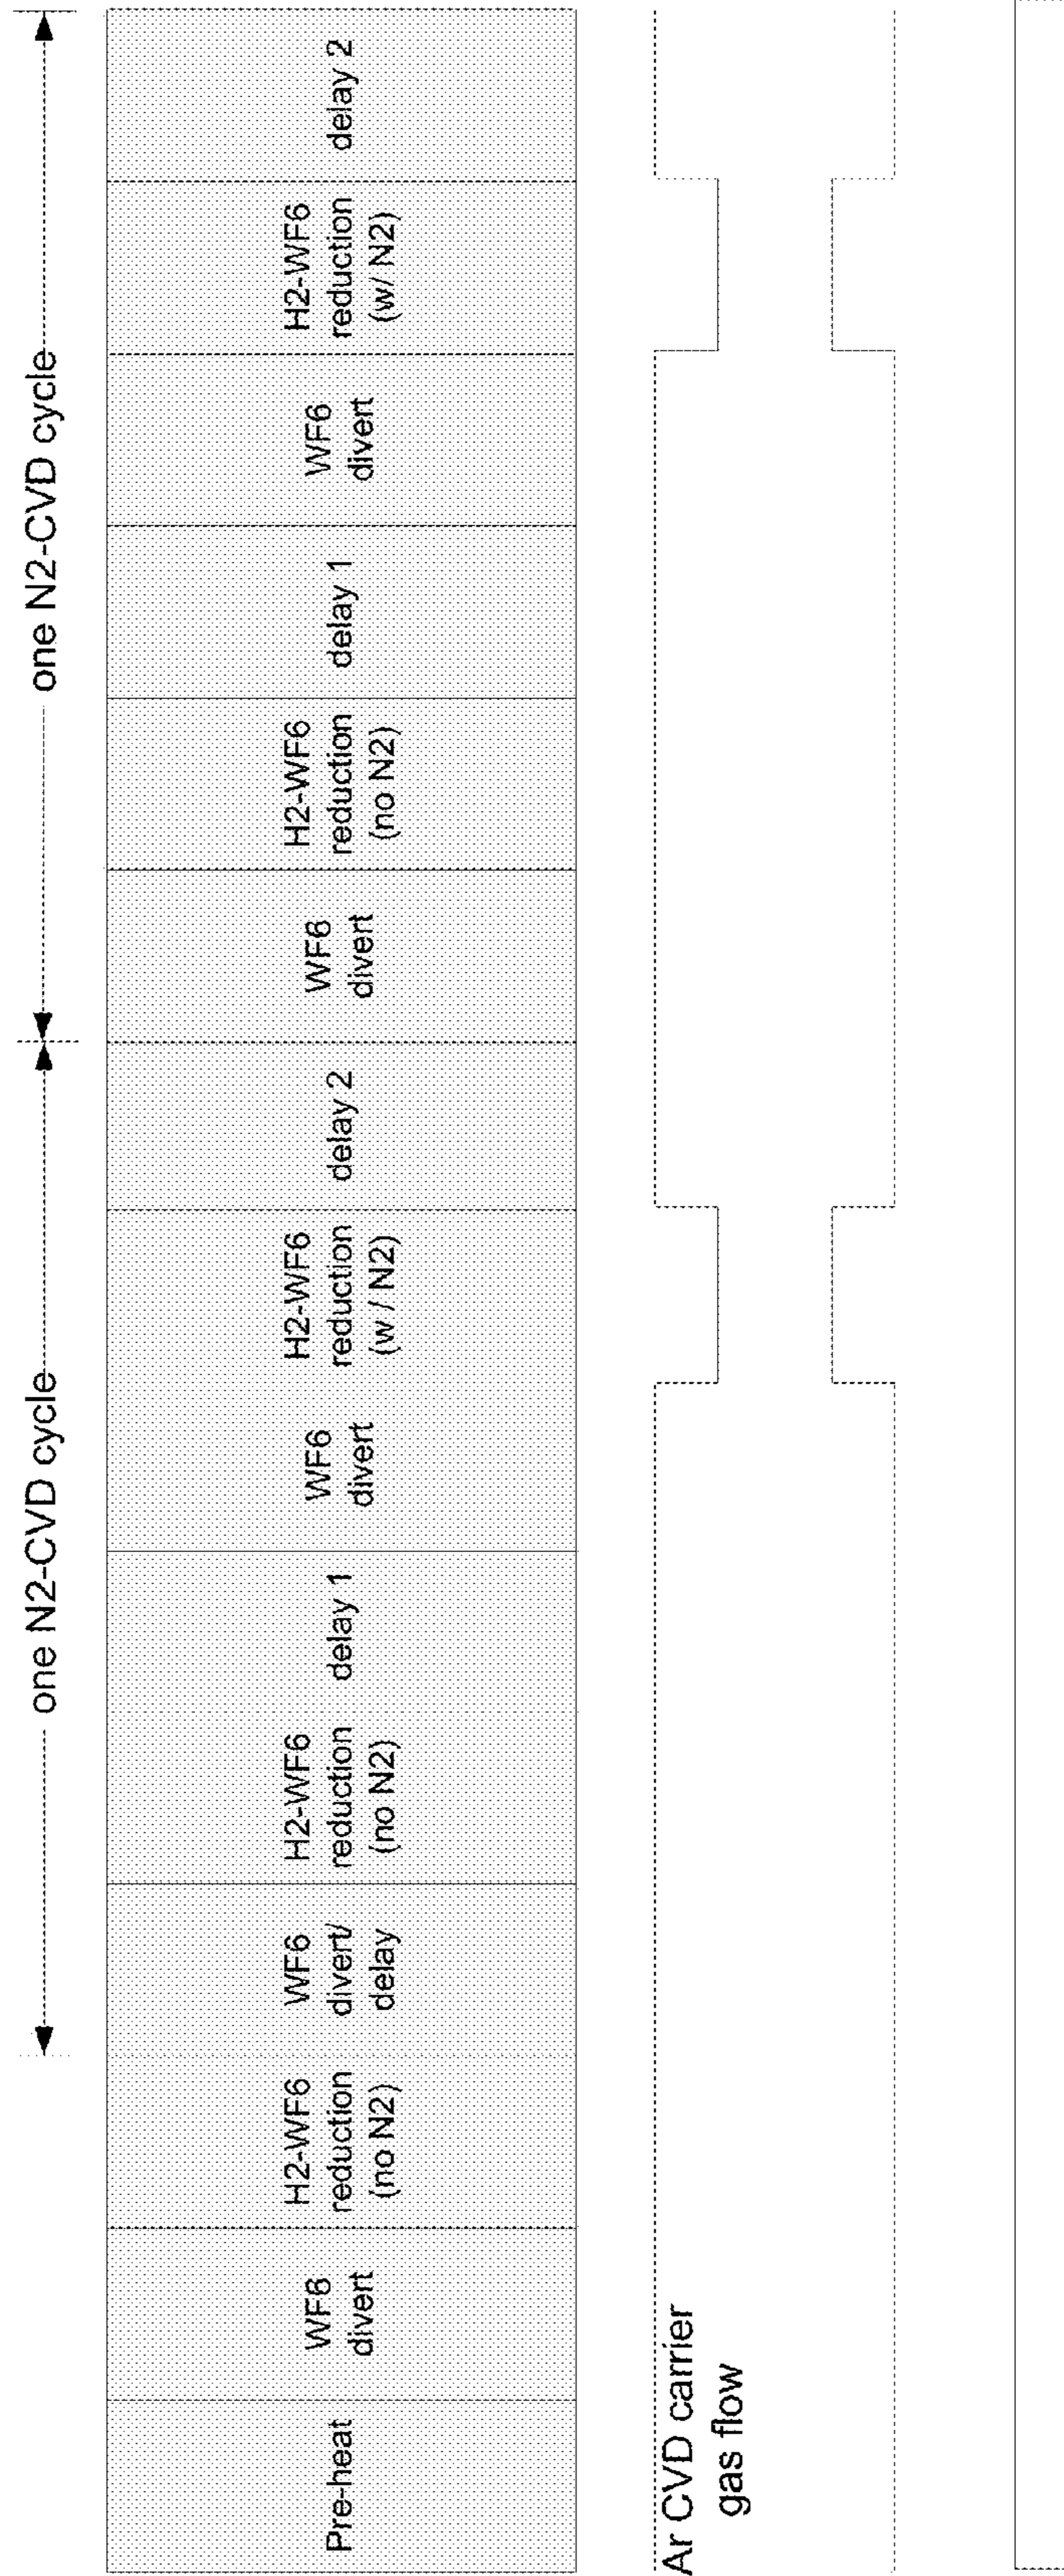 one N2-CVD cycle
one N2-CVD cycle
Pre-heat
WF6
divert
H2-WF6
reduction
(no N2)
WF6
divert/
delay
H2-WF6
reduction
(no N2)
delay 1
WF6
divert
H2-WF6
reduction
(w / N2)
delay 2
WF6
divert
H2-WF6
reduction
(no N2)
delay 1
WF6
divert
H2-WF6
reduction
(w/ N2)
delay 2
Ar CVD carrier
gas flow